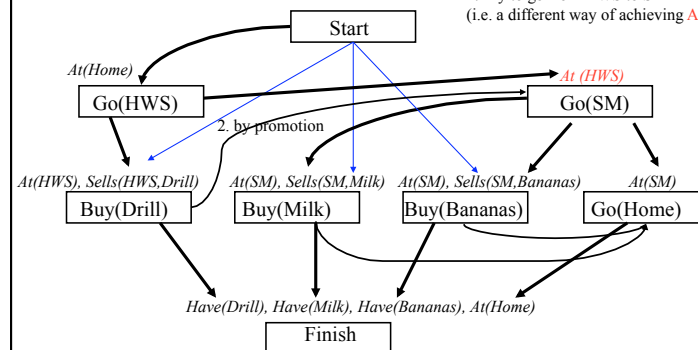 (i.e. a different way of achieving A
Start
At(Home)
At (HWS)
Go(HWS)
Go(SM)
2. by promotion
At(HWS), Sells(HWS,Drill)
At(SM), Sells(SM,Milk)
At(SM), Sells(SM,Bananas)
At(SM)
Buy(Drill)
Buy(Milk)
Buy(Bananas)
Go(Home)
Have(Drill), Have(Milk), Have(Bananas), At(Home)
Finish